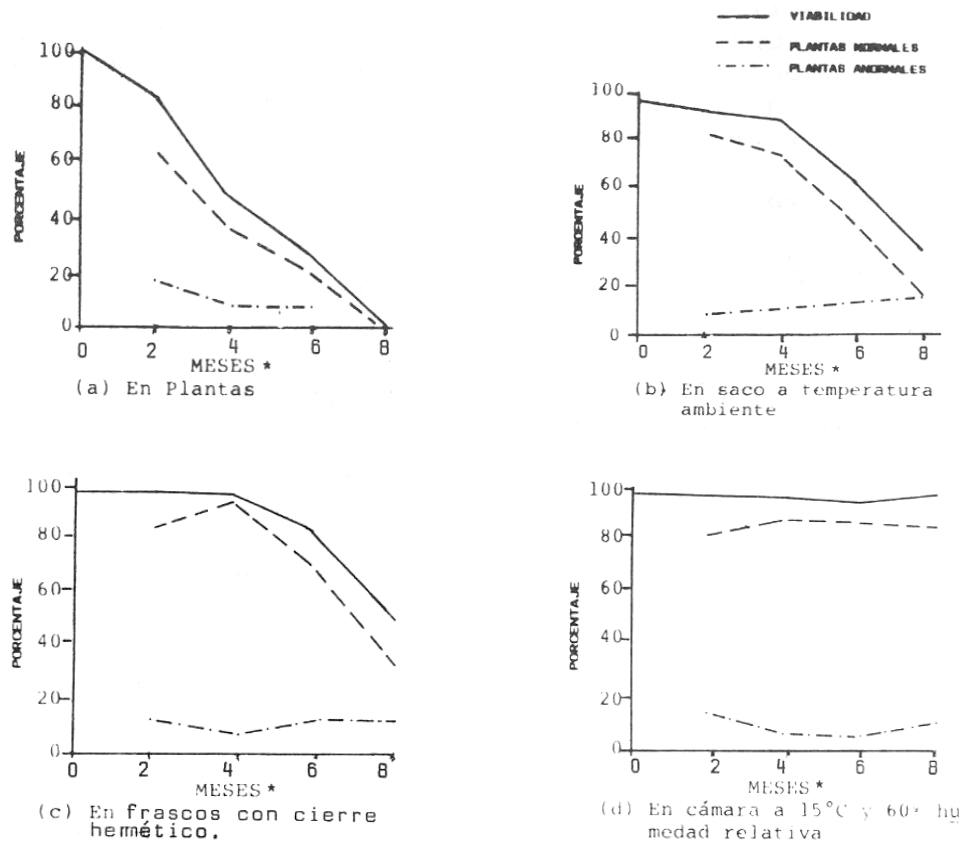 VIABILIDAD
PLANTAS NORMALES
PLANTAS ANORMALES
100
80
60
40
20
0
PORCENTAJE
0 2 4 6 8
MESES *
(a) En Plantas
100
80
60
40
20
0
PORCENTAJE
0 2 4 6 8
MESES *
(b) En saco a temperatura
ambiente
100
80
60
40
20
0
PORCENTAJE
0 2 4 6 8
MESES *
(c) En frascos con cierre
hermético.
100
80
60
40
20
0
PORCENTAJE
0 2 4 6 8
MESES *
(d) En cámara a 15°C y 60% hu
medad relativa